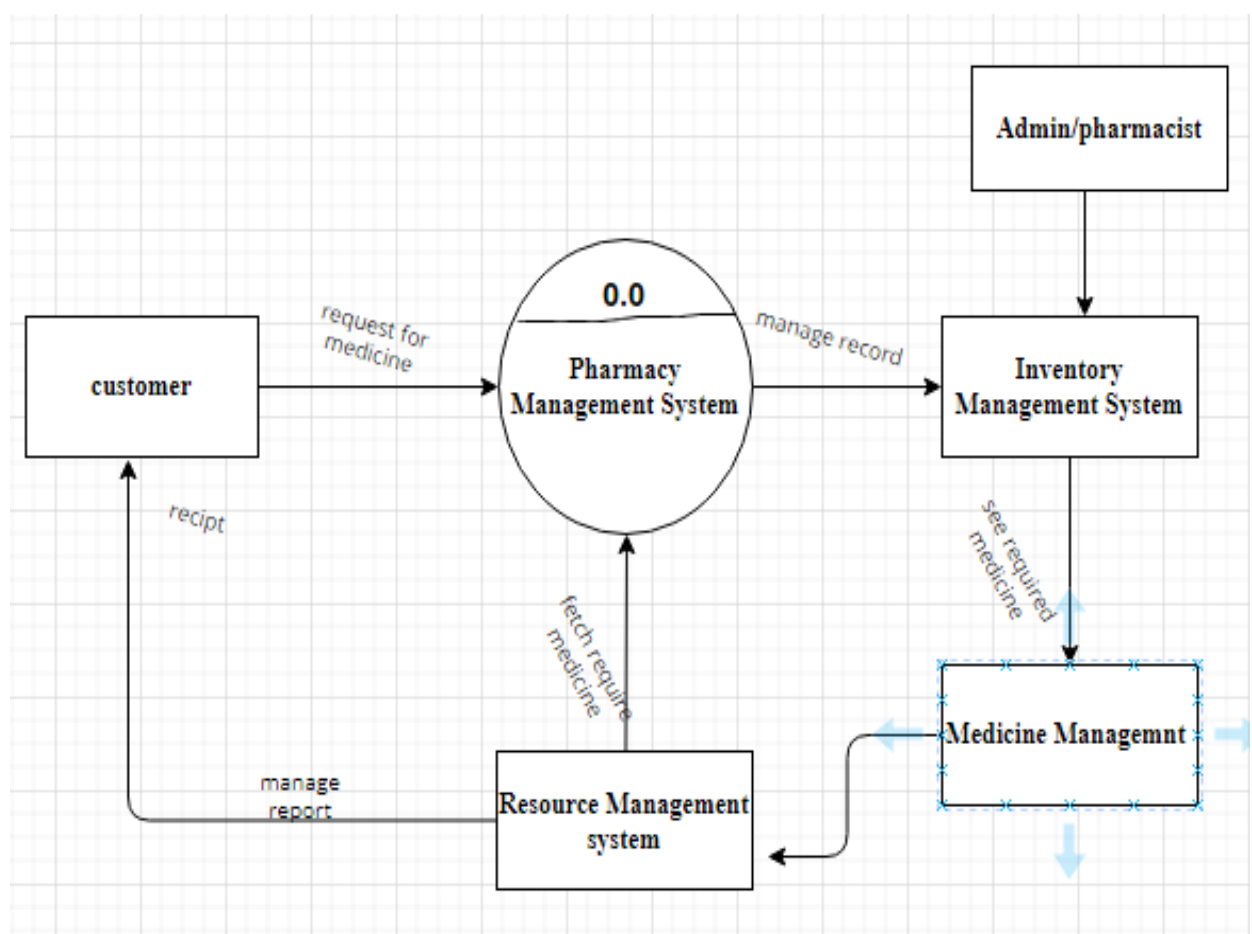 Admin/pharmacist
0.0
request for
medicine
manage record
customer
Pharmacy
Management System
Inventory
Management System
recipt
see required
medicine
fetch require
medicine
Medicine Managemnt
manage
report
Resource Management
system